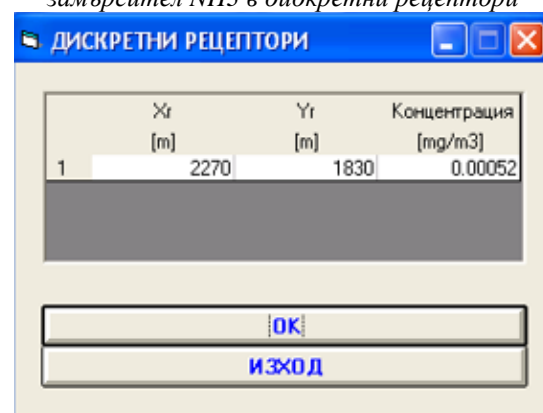 замърсител NH3 в дискретни рецептори
ДИСКРЕТНИ РЕЦЕПТОРИ
Xr Yr Концентрация
[m] [m] [mg/m3]
1 2270 1830 0.00052
OK
ИЗХОД